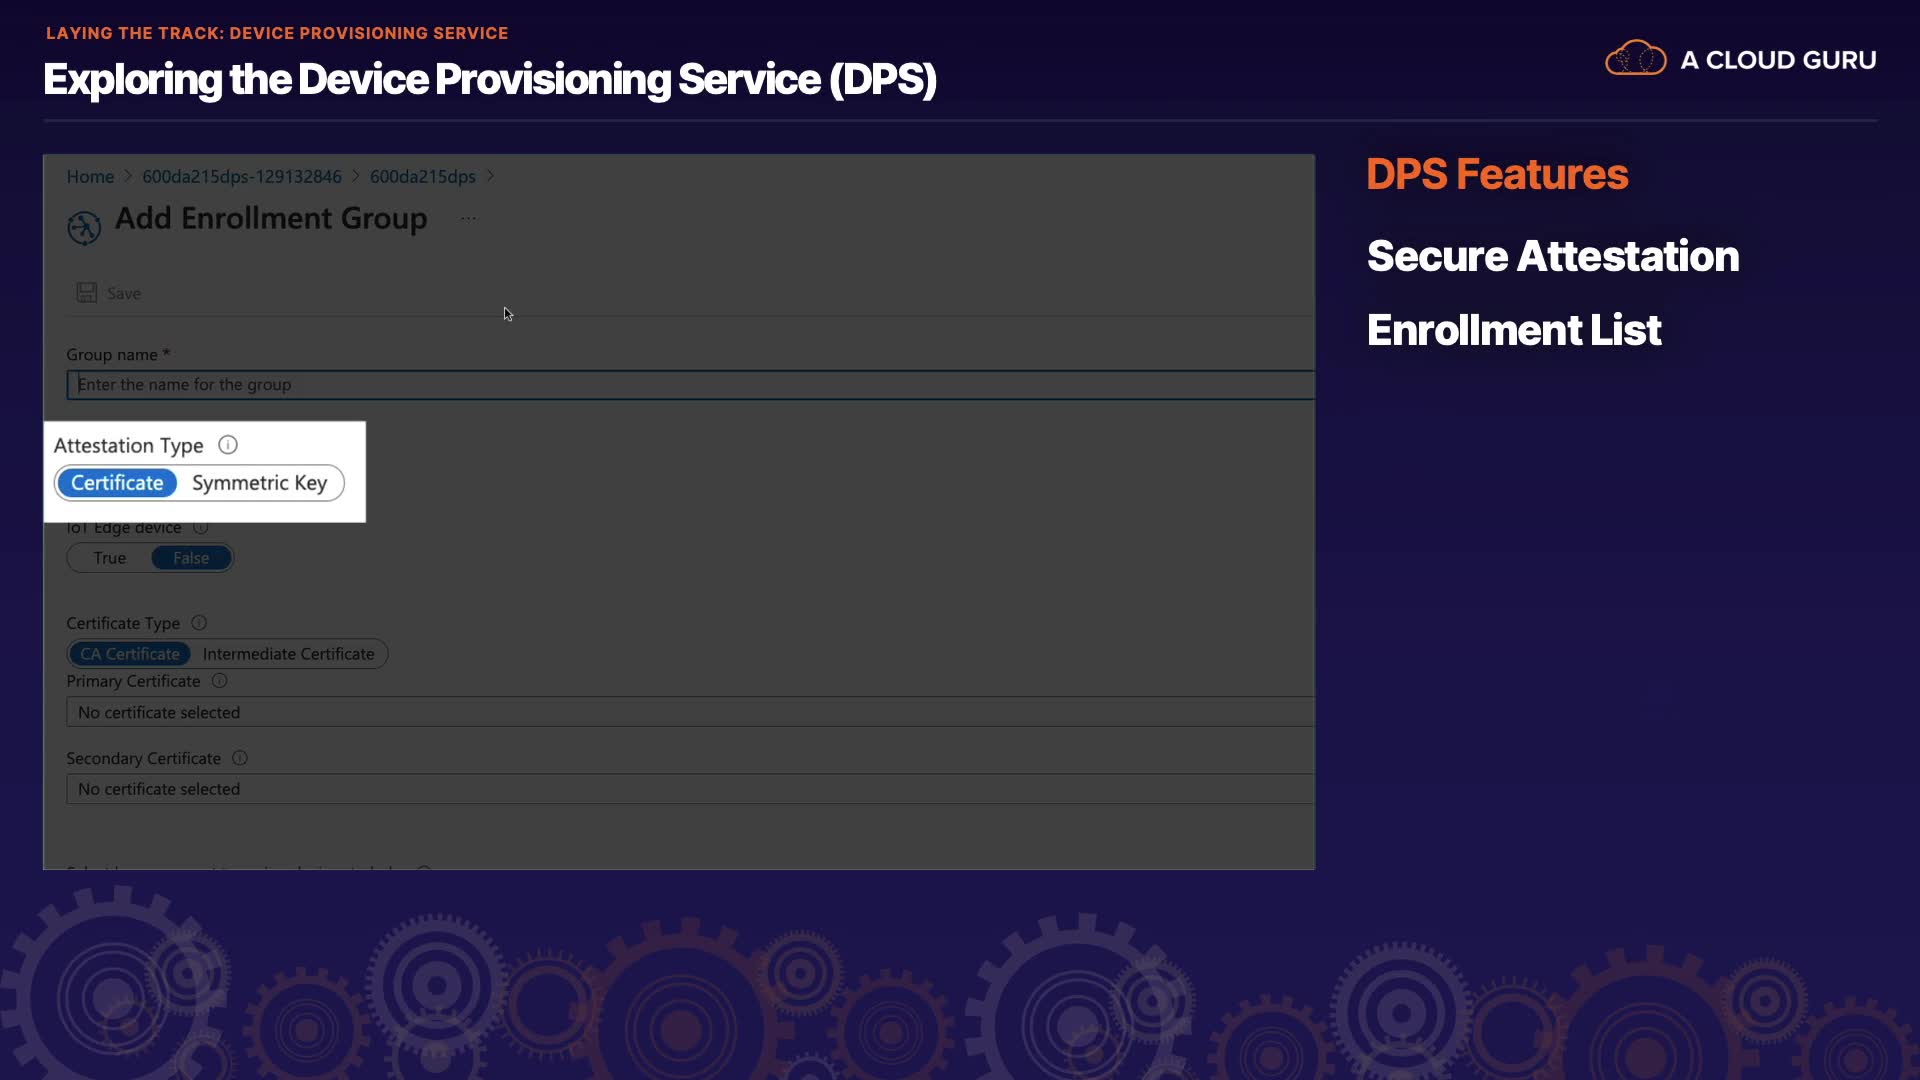 LAYING THE TRACK: DEVICE PROVISIONING SERVICE
Exploring the Device Provisioning Service (DPS)
A CLOUD GURU
Home > 600da215dps-129132846 > 600da215dps >
Add Enrollment Group ...
Save
Group name *
Enter the name for the group
Attestation Type
Certificate Symmetric Key
IoT Edge device
True False
Certificate Type
CA Certificate Intermediate Certificate
Primary Certificate
No certificate selected
Secondary Certificate
No certificate selected
DPS Features
Secure Attestation
Enrollment List